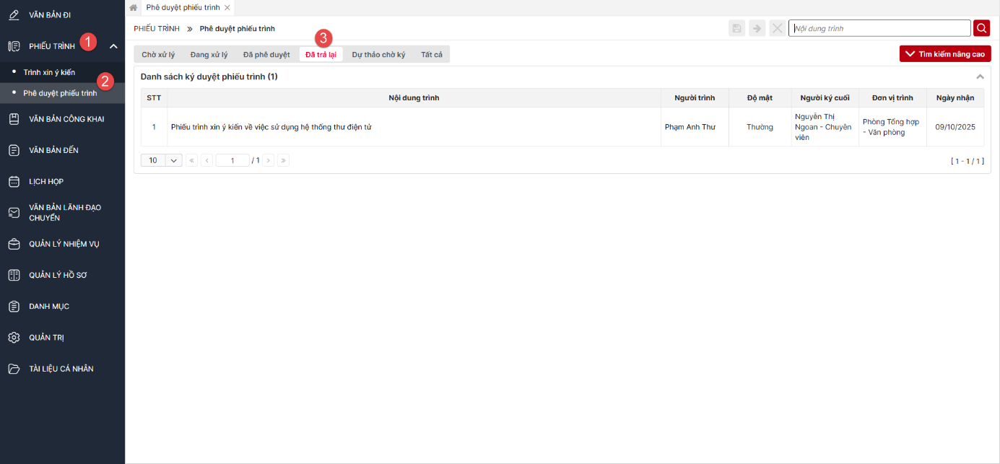 VĂN BẢN ĐI
PHIẾU TRÌNH
1
Trình xin ý kiến
2
Phê duyệt phiếu trình
VĂN BẢN CÔNG KHAI
VĂN BẢN ĐẾN
LỊCH HỌP
VĂN BẢN LÃNH ĐẠO
CHUYỂN
QUẢN LÝ NHIỆM VỤ
QUẢN LÝ HỒ SƠ
DANH MỤC
QUẢN TRỊ
TÀI LIỆU CÁ NHÂN
Phê duyệt phiếu trình
PHIẾU TRÌNH » Phê duyệt phiếu trình
Nội dung trình
3
Chờ xử lý Đang xử lý Đã phê duyệt Đã trả lại Dự thảo chờ ký Tất cả
Tìm kiếm nâng cao
Danh sách ký duyệt phiếu trình (1)
STT Nội dung trình Người trình Độ mật Người ký cuối Đơn vị trình Ngày nhận
1 Phiếu trình xin ý kiến về việc sử dụng hệ thống thư điện tử Phạm Anh Thư Thường
Nguyễn Thị
Ngoan - Chuyên
viên
Phòng Tổng hợp
- Văn phòng
09/10/2025
10 « ‹ 1 / 1 › »
[ 1 - 1 / 1 ]